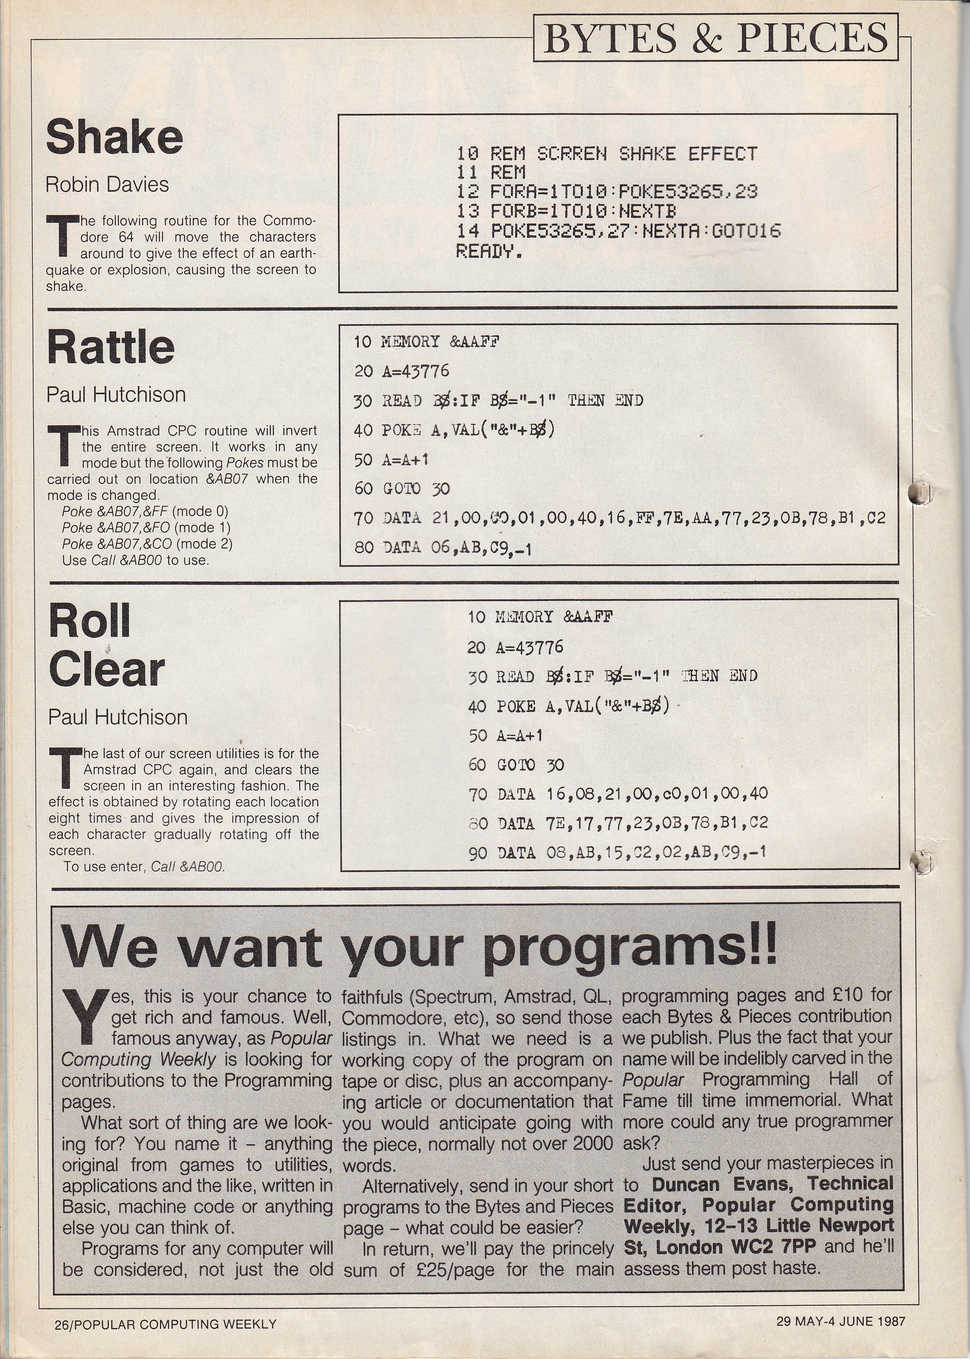 BYTES & PIECES
Shake
Robin Davies
The following routine for the Commo-
dore 64 will move the characters
around to give the effect of an earth-
quake or explosion, causing the screen to
shake.
10 REM SCRREN SHAKE EFFECT
11 REM
12 FORA=1TO10:POKE53265,23
13 FORB=1TO10:NEXTB
14 POKE53265,27:NEXTA:GOTO16
READY.
Rattle
Paul Hutchison
This Amstrad CPC routine will invert
the entire screen. It works in any
mode but the following Pokes must be
carried out on location &AB07 when the
mode is changed.
Poke &AB07,&FF (mode 0)
Poke &AB07,&FO (mode 1)
Poke &AB07,&CO (mode 2)
Use Call &AB00 to use.
10 MEMORY &AAFF
20 A=43776
30 READ B$:IF B$="-1" THEN END
40 POKE A,VAL("&"+B$)
50 A=A+1
60 GOTO 30
70 DATA 21,00,C0,01,00,40,16,FF,7E,AA,77,23,0B,78,B1,C2
80 DATA 06,AB,C9,-1
Roll
Clear
Paul Hutchison
The last of our screen utilities is for the
Amstrad CPC again, and clears the
screen in an interesting fashion. The
effect is obtained by rotating each location
eight times and gives the impression of
each character gradually rotating off the
screen.
To use enter, Call &AB00.
10 MEMORY &AAFF
20 A=43776
30 READ B$:IF B$="-1" THEN END
40 POKE A,VAL("&"+B$)
50 A=A+1
60 GOTO 30
70 DATA 16,08,21,00,c0,01,00,40
80 DATA 7E,17,77,23,0B,78,B1,C2
90 DATA 08,AB,15,C2,02,AB,C9,-1
We want your programs!!
Yes, this is your chance to
get rich and famous. Well,
famous anyway, as Popular
Computing Weekly is looking for
contributions to the Programming
pages.
What sort of thing are we look-
ing for? You name it – anything
original from games to utilities,
applications and the like, written in
Basic, machine code or anything
else you can think of.
Programs for any computer will
be considered, not just the old
faithfuls (Spectrum, Amstrad, QL,
Commodore, etc), so send those
listings in. What we need is a
working copy of the program on
tape or disc, plus an accompany-
ing article or documentation that
you would anticipate going with
the piece, normally not over 2000
words.
Alternatively, send in your short
programs to the Bytes and Pieces
page – what could be easier?
In return, we'll pay the princely
sum of £25/page for the main
programming pages and £10 for
each Bytes & Pieces contribution
we publish. Plus the fact that your
name will be indelibly carved in the
Popular Programming Hall of
Fame till time immemorial. What
more could any true programmer
ask?
Just send your masterpieces in
to Duncan Evans, Technical
Editor, Popular Computing
Weekly, 12–13 Little Newport
St, London WC2 7PP and he'll
assess them post haste.
26/POPULAR COMPUTING WEEKLY
29 MAY-4 JUNE 1987